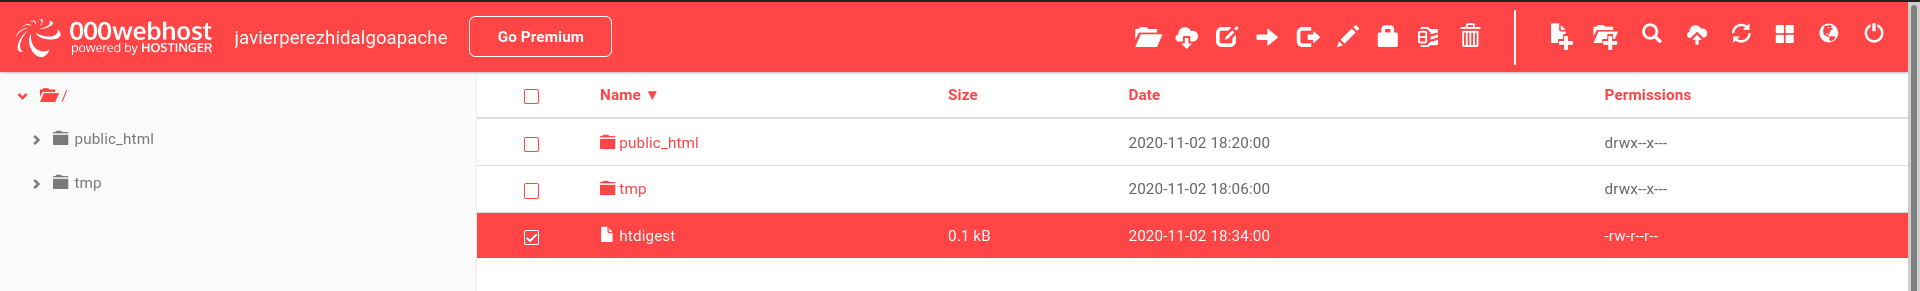 000webhost
powered by HOSTINGER
javierperezhidalgoapache
Go Premium
/
public_html
tmp
Name ▼ Size Date Permissions
public_html 2020-11-02 18:20:00 drwx--x---
tmp 2020-11-02 18:06:00 drwx--x---
htdigest 0.1 kB 2020-11-02 18:34:00 -rw-r--r--